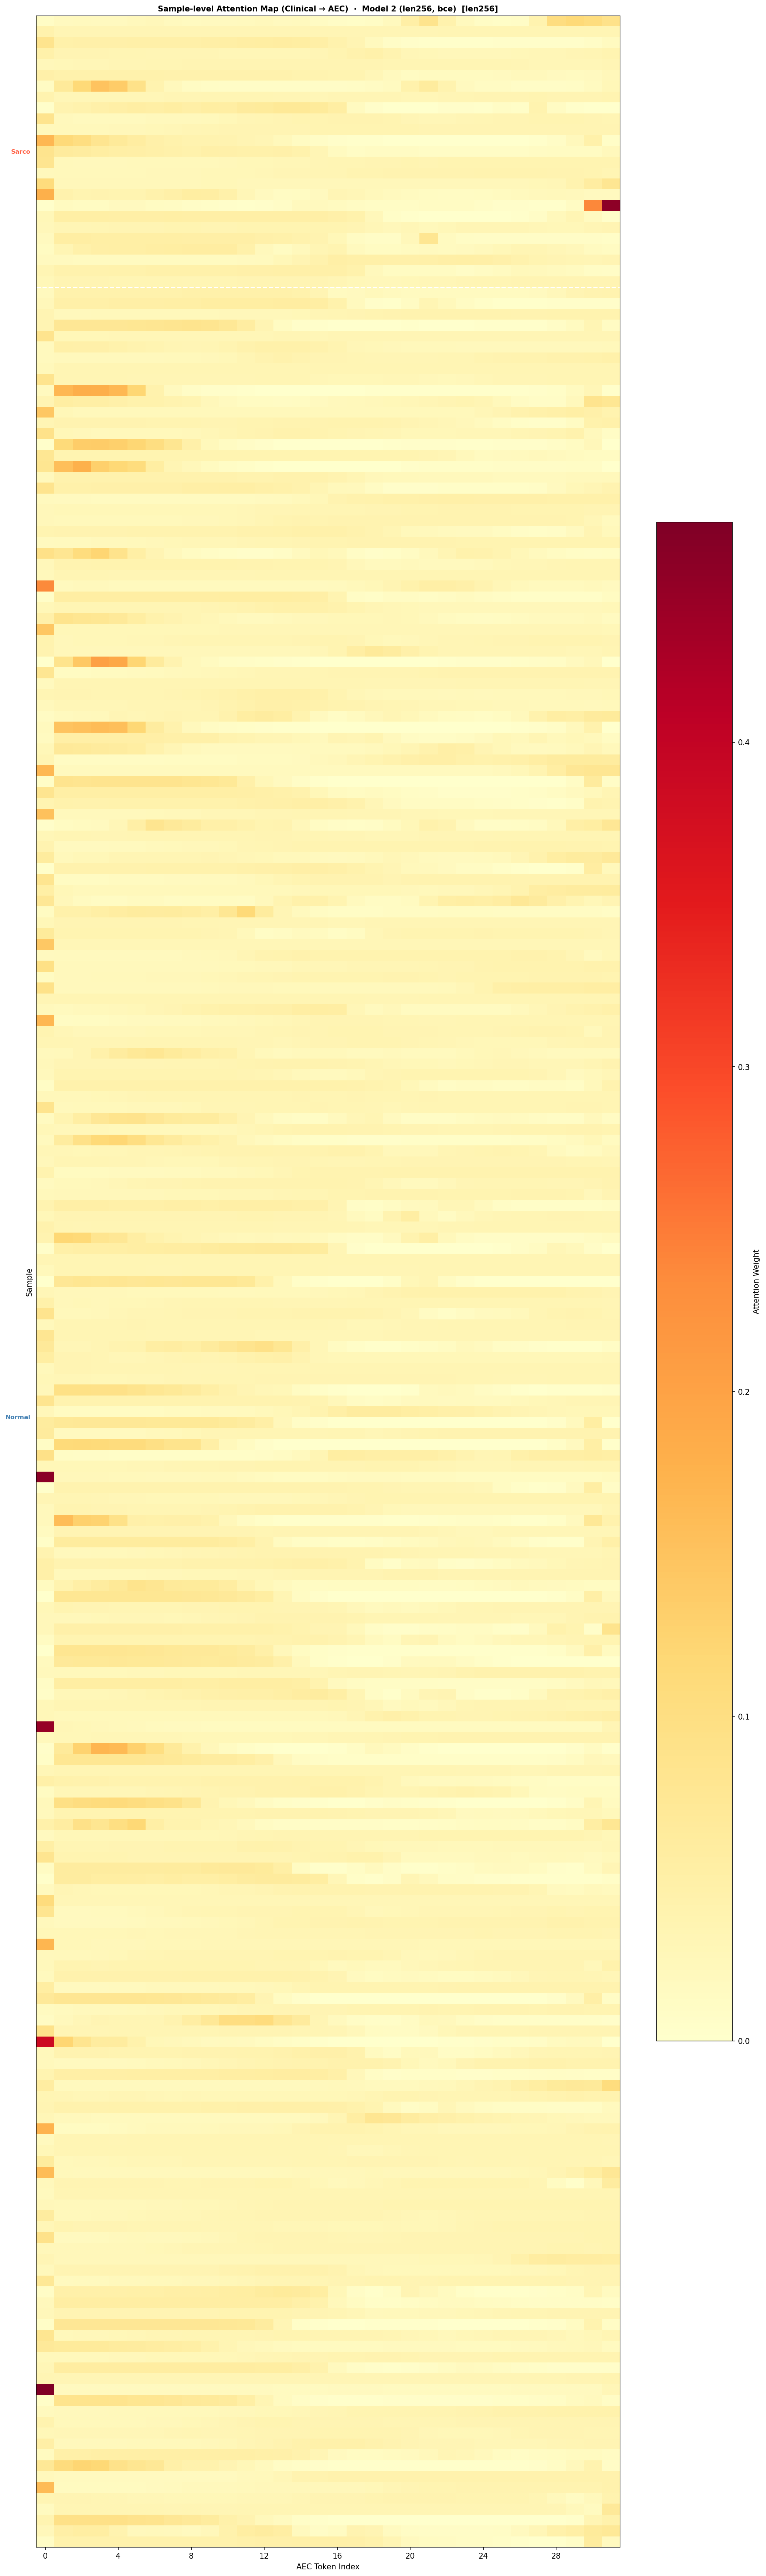 Sample-level Attention Map (Clinical → AEC)  ·  Model 2 (len256, bce)  [len256]
Sarco
Normal
Sample
0 4 8 12 16 20 24 28
AEC Token Index
0.4
0.3
0.2
0.1
0.0
Attention Weight